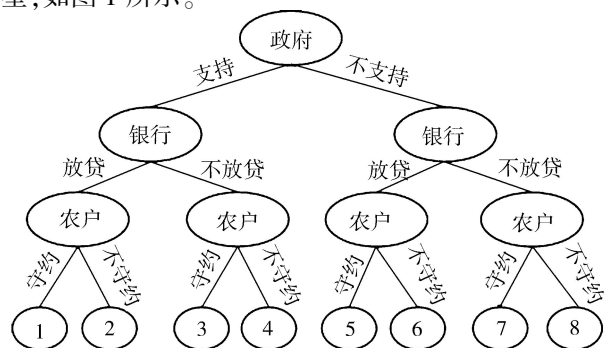 型,如图1所示。
政府
支持 不支持
银行 银行
放贷 不放贷 放贷 不放贷
农户 农户 农户 农户
守约 不守约 守约 不守约 守约 不守约 守约 不守约
1 2 3 4 5 6 7 8